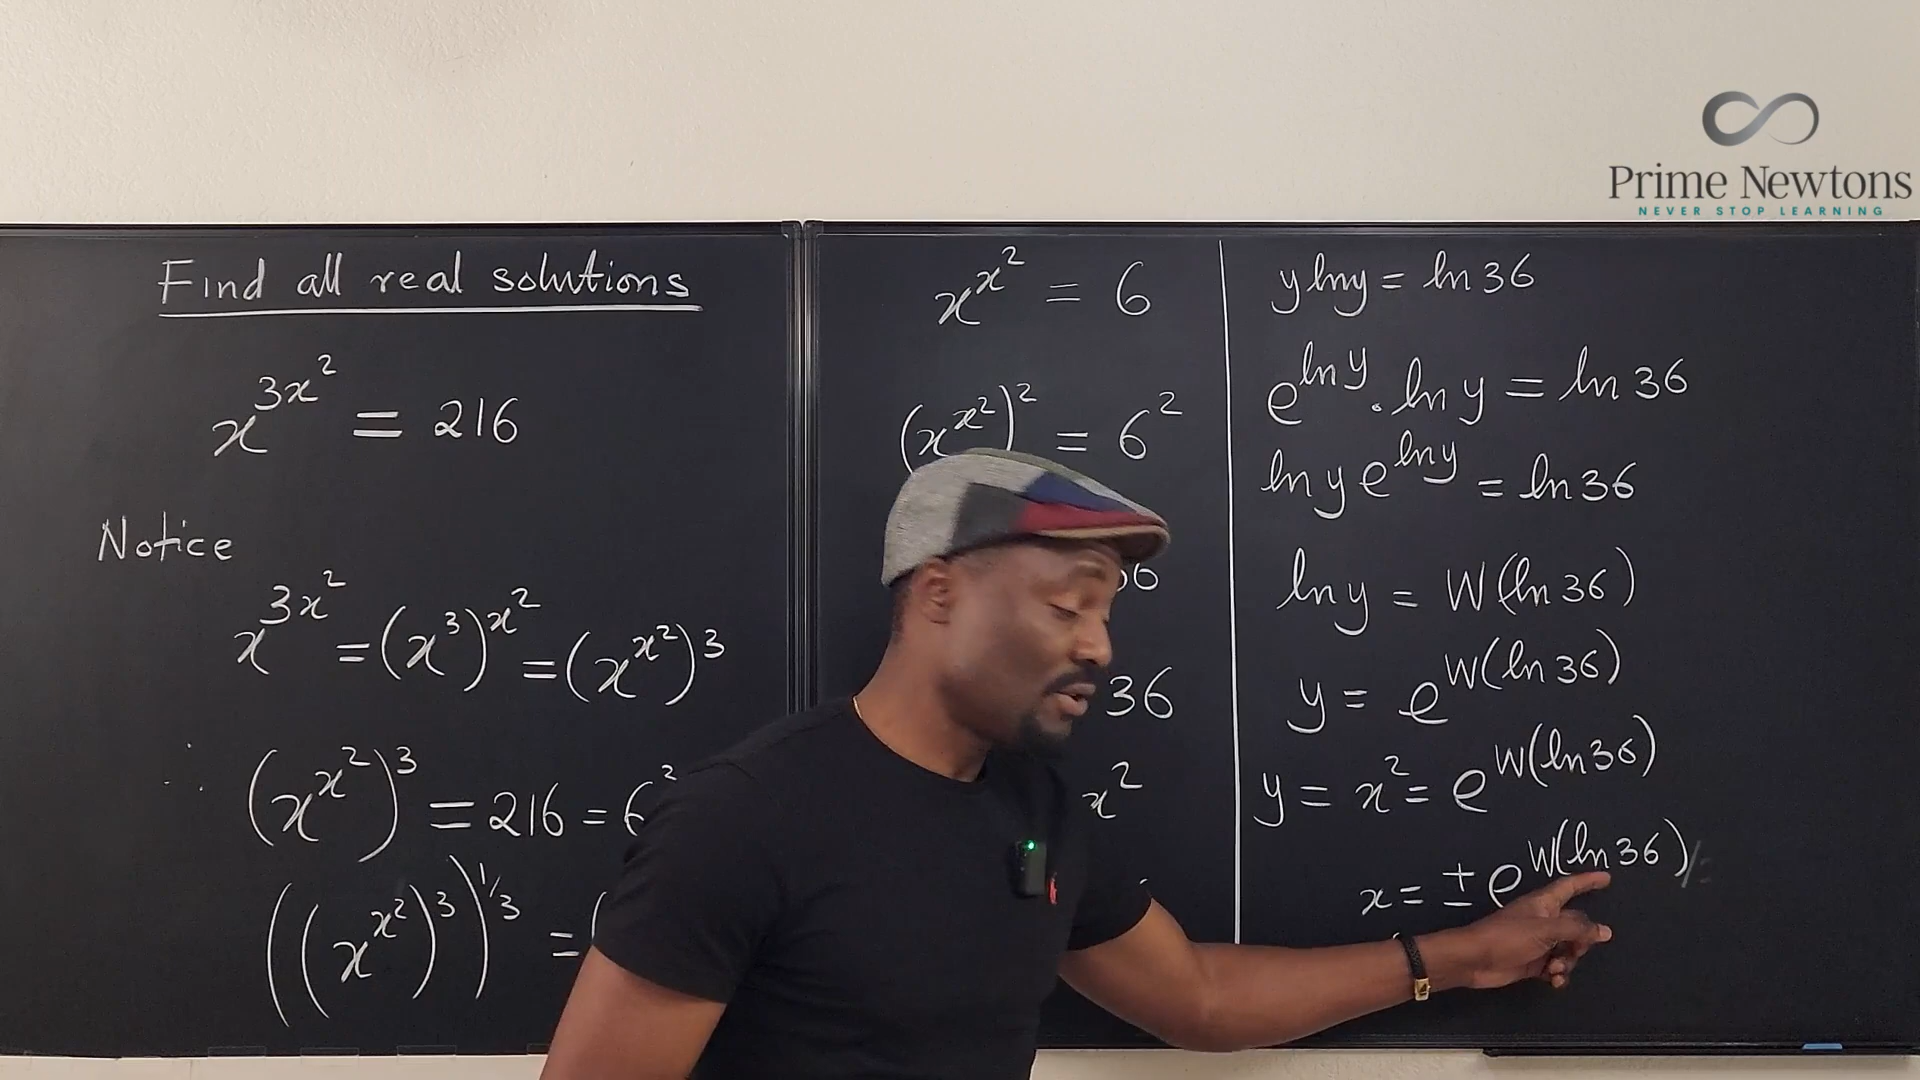 Prime Newtons
NEVER STOP LEARNING
Find all real solutions
x^{3x^2} = 216
Notice
x^{3x^2} = (x^3)^{x^2} = (x^{x^2})^3
∴ (x^{x^2})^3 = 216 = 6
((x^{x^2})^3)^{1/3} = (
x^{x^2} = 6
(x^{x^2})^2 = 6^2
36
x^2
y ln y = ln 36
e^{ln y} . ln y = ln 36
ln y e^{ln y} = ln 36
ln y = W(ln 36)
y = e^{W(ln 36)}
y = x^2 = e^{W(ln 36)}
x = ± e^{W(ln 36)/